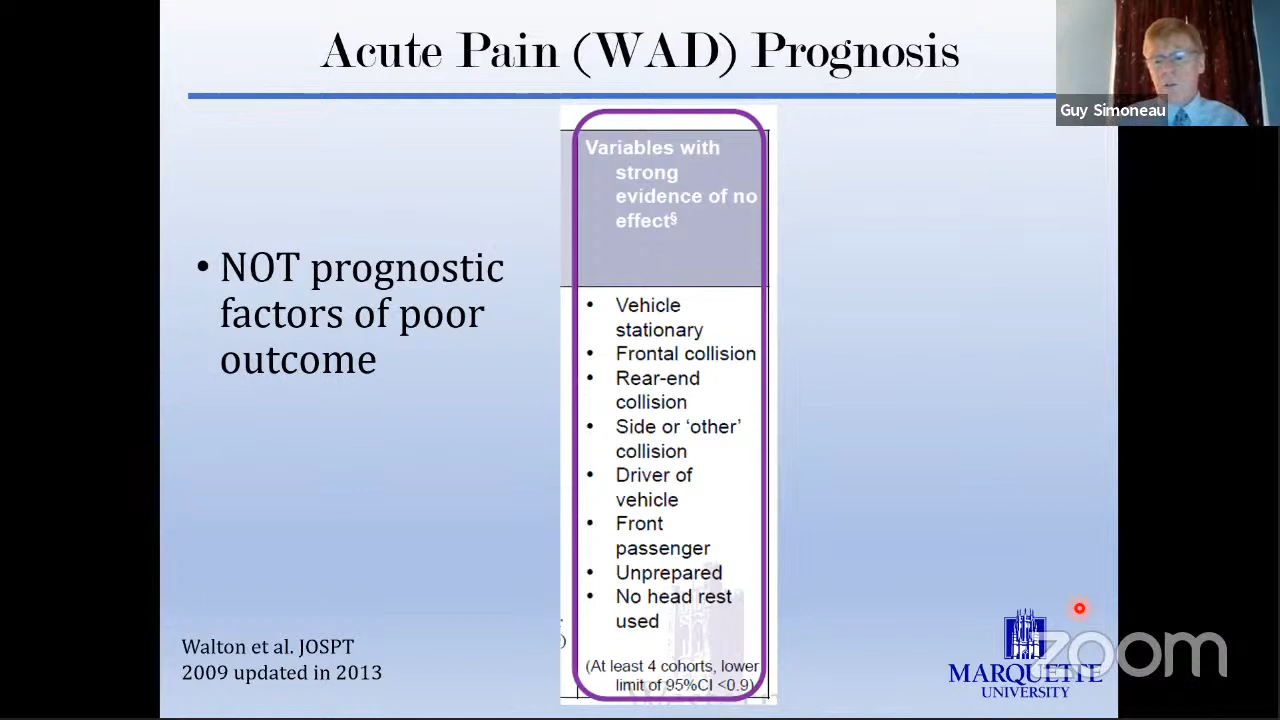 Acute Pain (WAD) Prognosis
Guy Simoneau
• NOT prognostic
factors of poor
outcome
Variables with
strong
evidence of no
effect§
• Vehicle
stationary
• Frontal collision
• Rear-end
collision
• Side or ‘other’
collision
• Driver of
vehicle
• Front
passenger
• Unprepared
• No head rest
used
(At least 4 cohorts, lower
limit of 95%CI <0.9)
Walton et al. JOSPT
2009 updated in 2013
MARQUETTE
UNIVERSITY
zoom